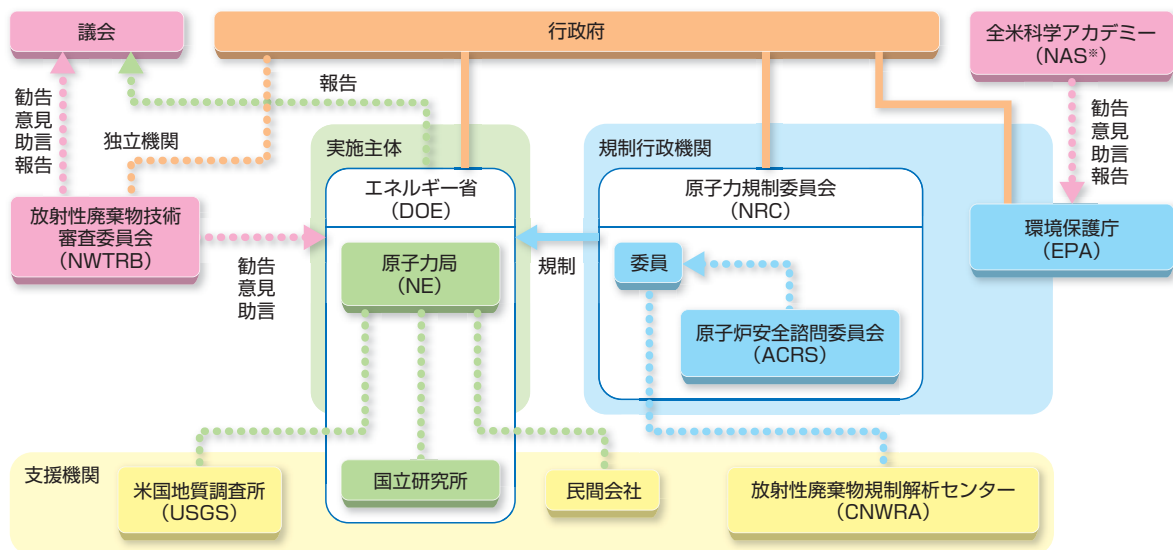 議会
行政府
全米科学アカデミー
(NAS※)
報告
勧告
意見
助言
報告
独立機関
実施主体
規制行政機関
勧告
意見
助言
報告
エネルギー省
(DOE)
原子力規制委員会
(NRC)
放射性廃棄物技術
審査委員会
(NWTRB)
環境保護庁
(EPA)
勧告
意見
助言
原子力局
(NE)
規制
委員
原子炉安全諮問委員会
(ACRS)
支援機関
米国地質調査所
(USGS)
国立研究所
民間会社
放射性廃棄物規制解析センター
(CNWRA)